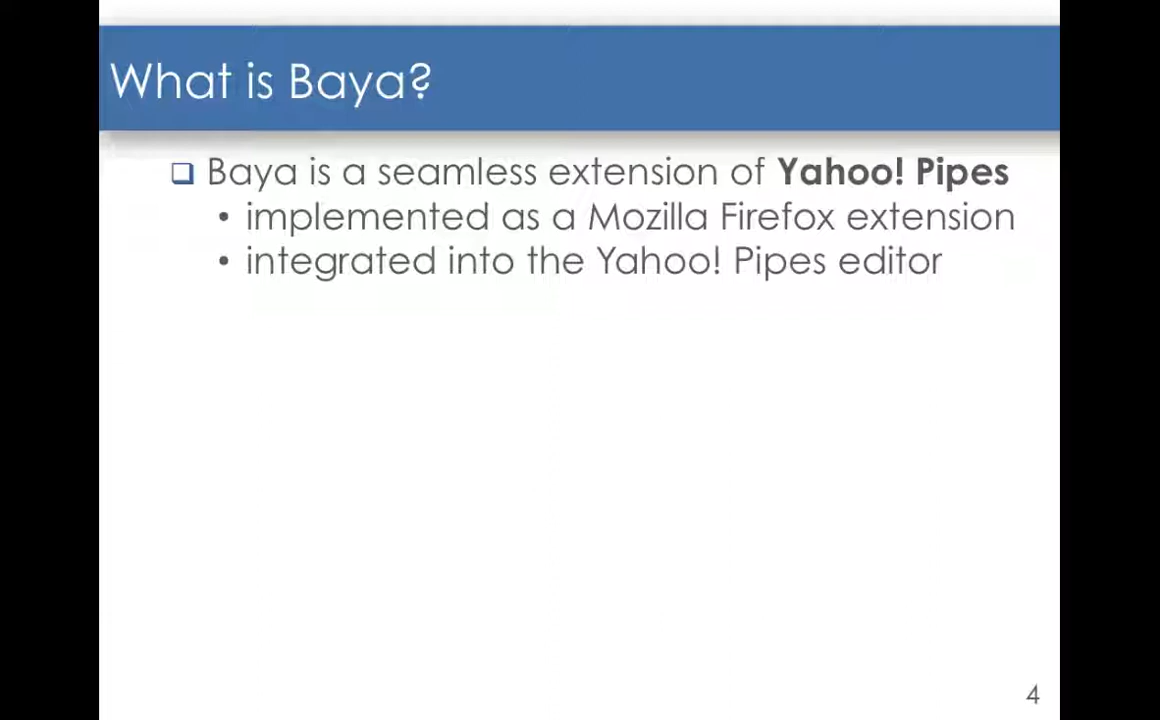 What is Baya?
Baya is a seamless extension of Yahoo! Pipes
• implemented as a Mozilla Firefox extension
• integrated into the Yahoo! Pipes editor
4